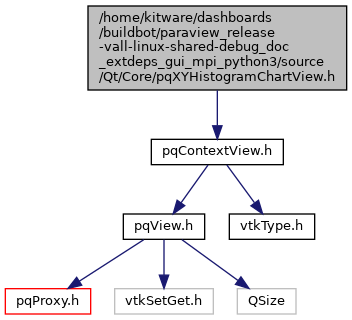 /home/kitware/dashboards
/buildbot/paraview_release
-vall-linux-shared-debug_doc
_extdeps_gui_mpi_python3/source
/Qt/Core/pqXYHistogramChartView.h
pqContextView.h
pqView.h
vtkType.h
pqProxy.h
vtkSetGet.h
QSize